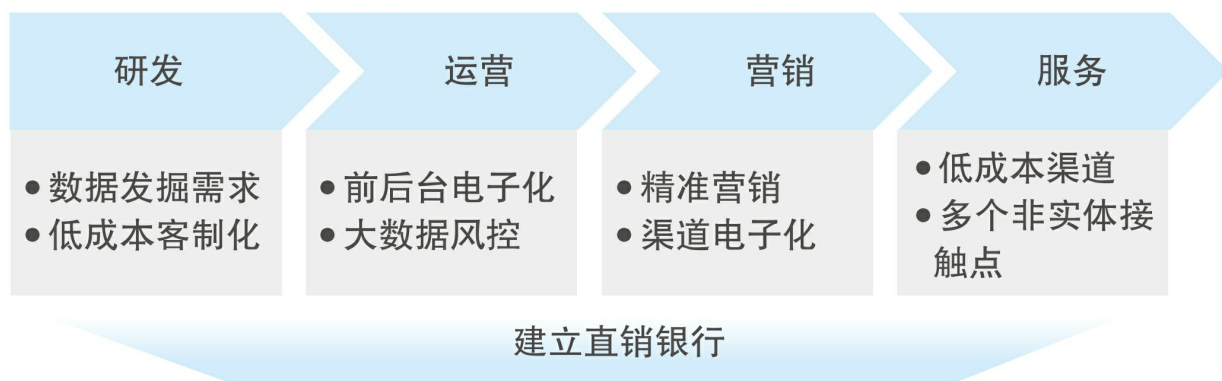 研发
运营
营销
服务
• 数据发掘需求
• 低成本客制化
• 前后台电子化
• 大数据风控
• 精准营销
• 渠道电子化
• 低成本渠道
• 多个非实体接
触点
建立直销银行